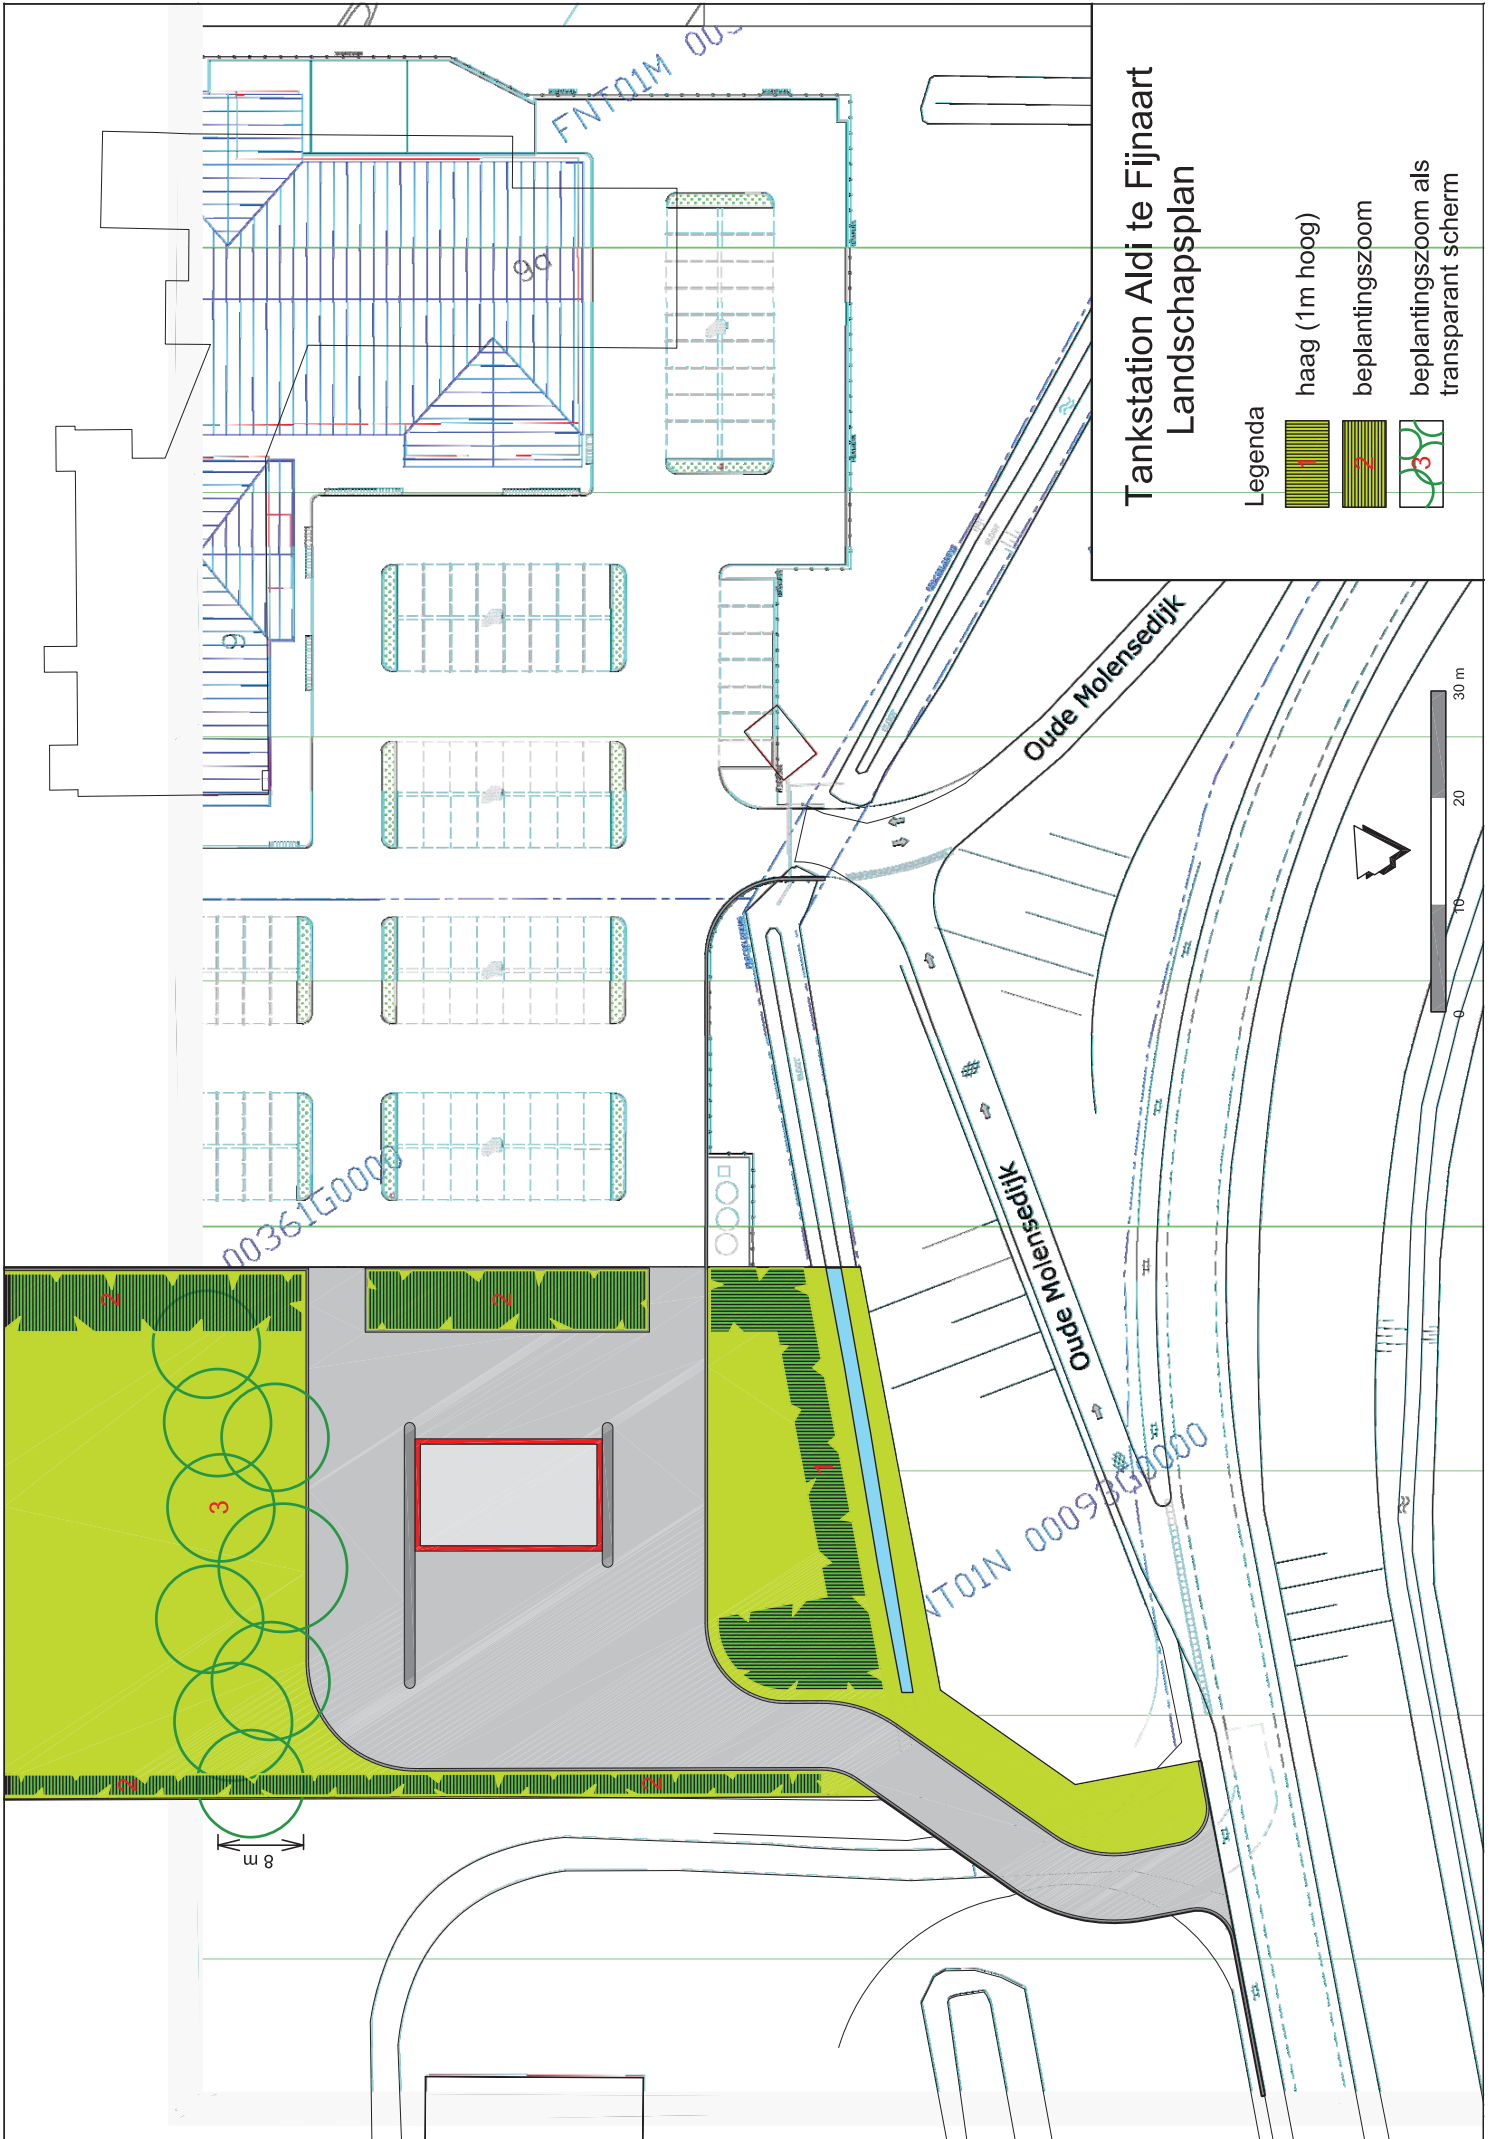 Tankstation Aldi te Fijnaart
Landschapsplan
Legenda
1
haag (1m hoog)
2
beplantingszoom
3
beplantingszoom als
transparant scherm
Oude Molensedijk
Oude Molensedijk
0
10
20
30 m
8 m
2
2
3
2
2
1
9
9a
FNT01M
00361G0000
00093G0000